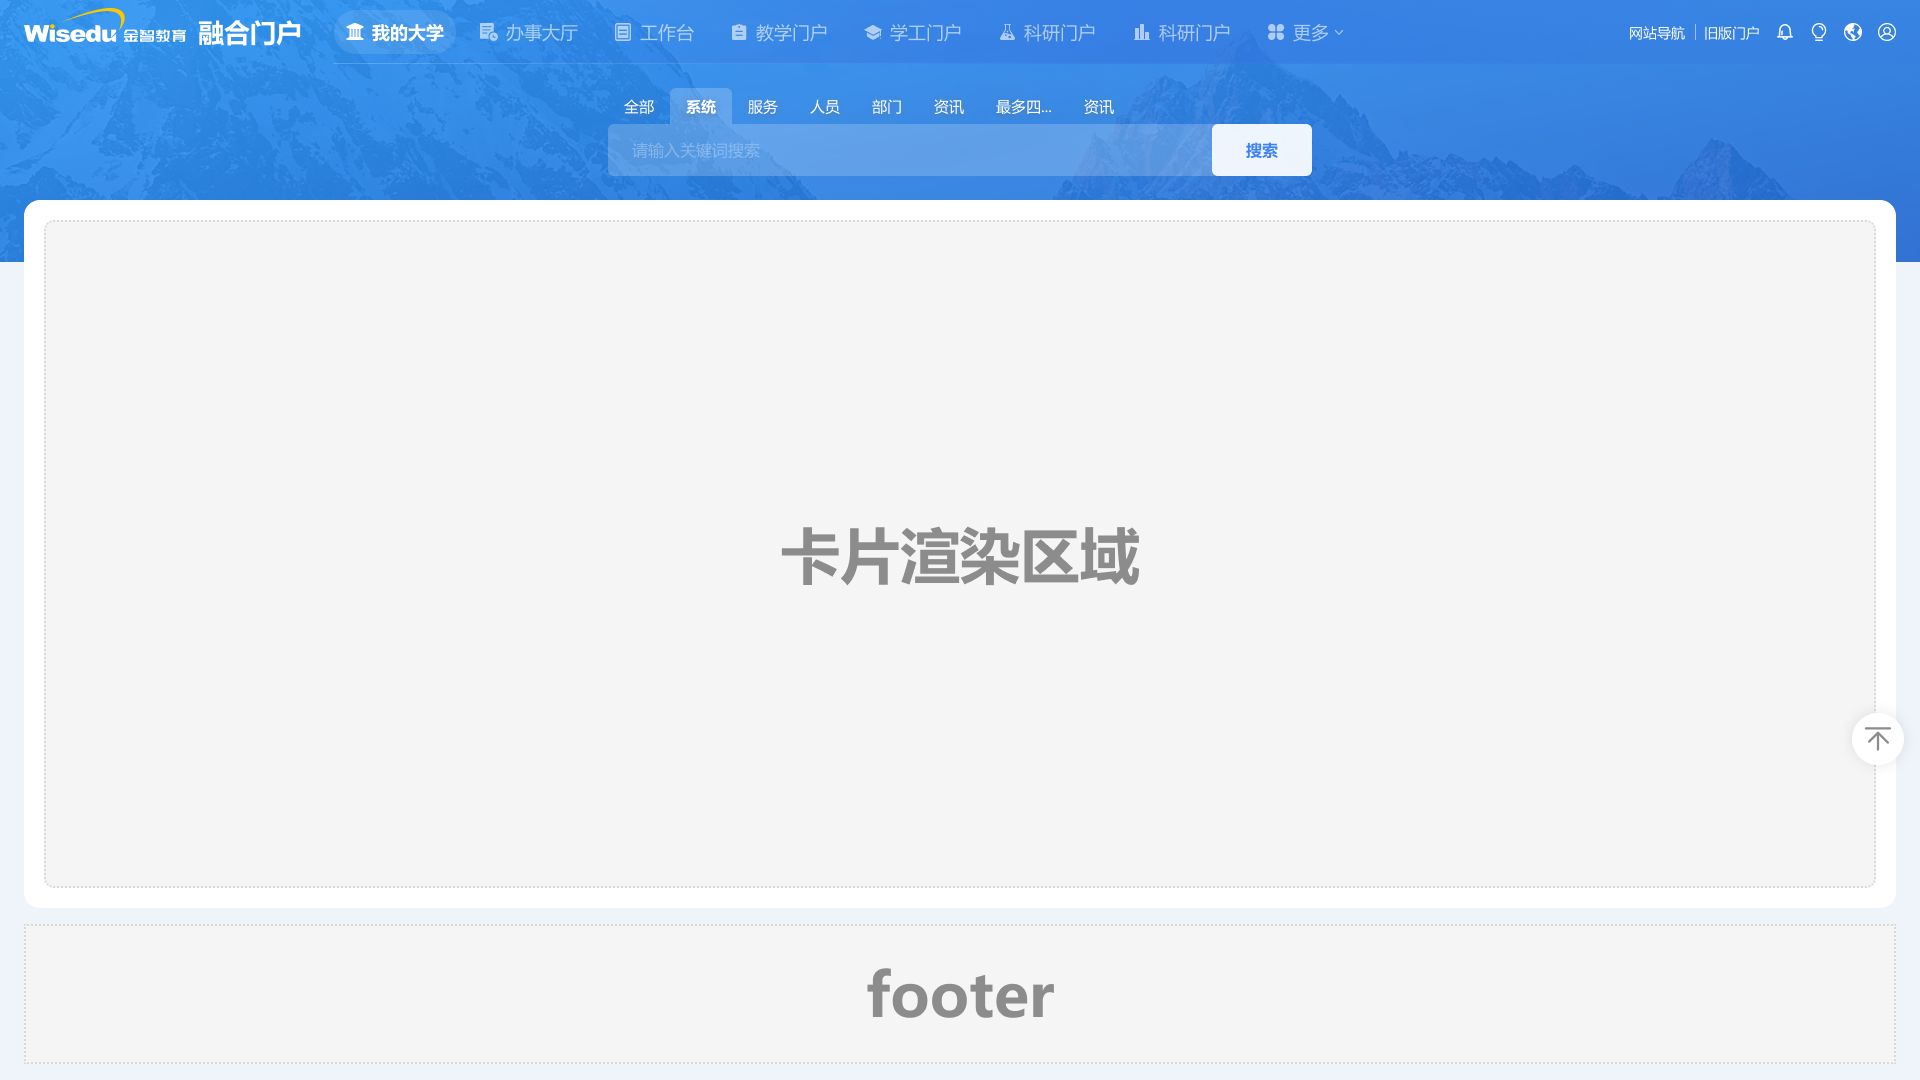 Wisedu 金智教育 融合门户 我的大学 办事大厅 工作台 教学门户 学工门户 科研门户 科研门户 更多 网站导航 旧版门户
全部 系统 服务 人员 部门 资讯 最多四... 资讯
请输入关键词搜索 搜索
卡片渲染区域
footer